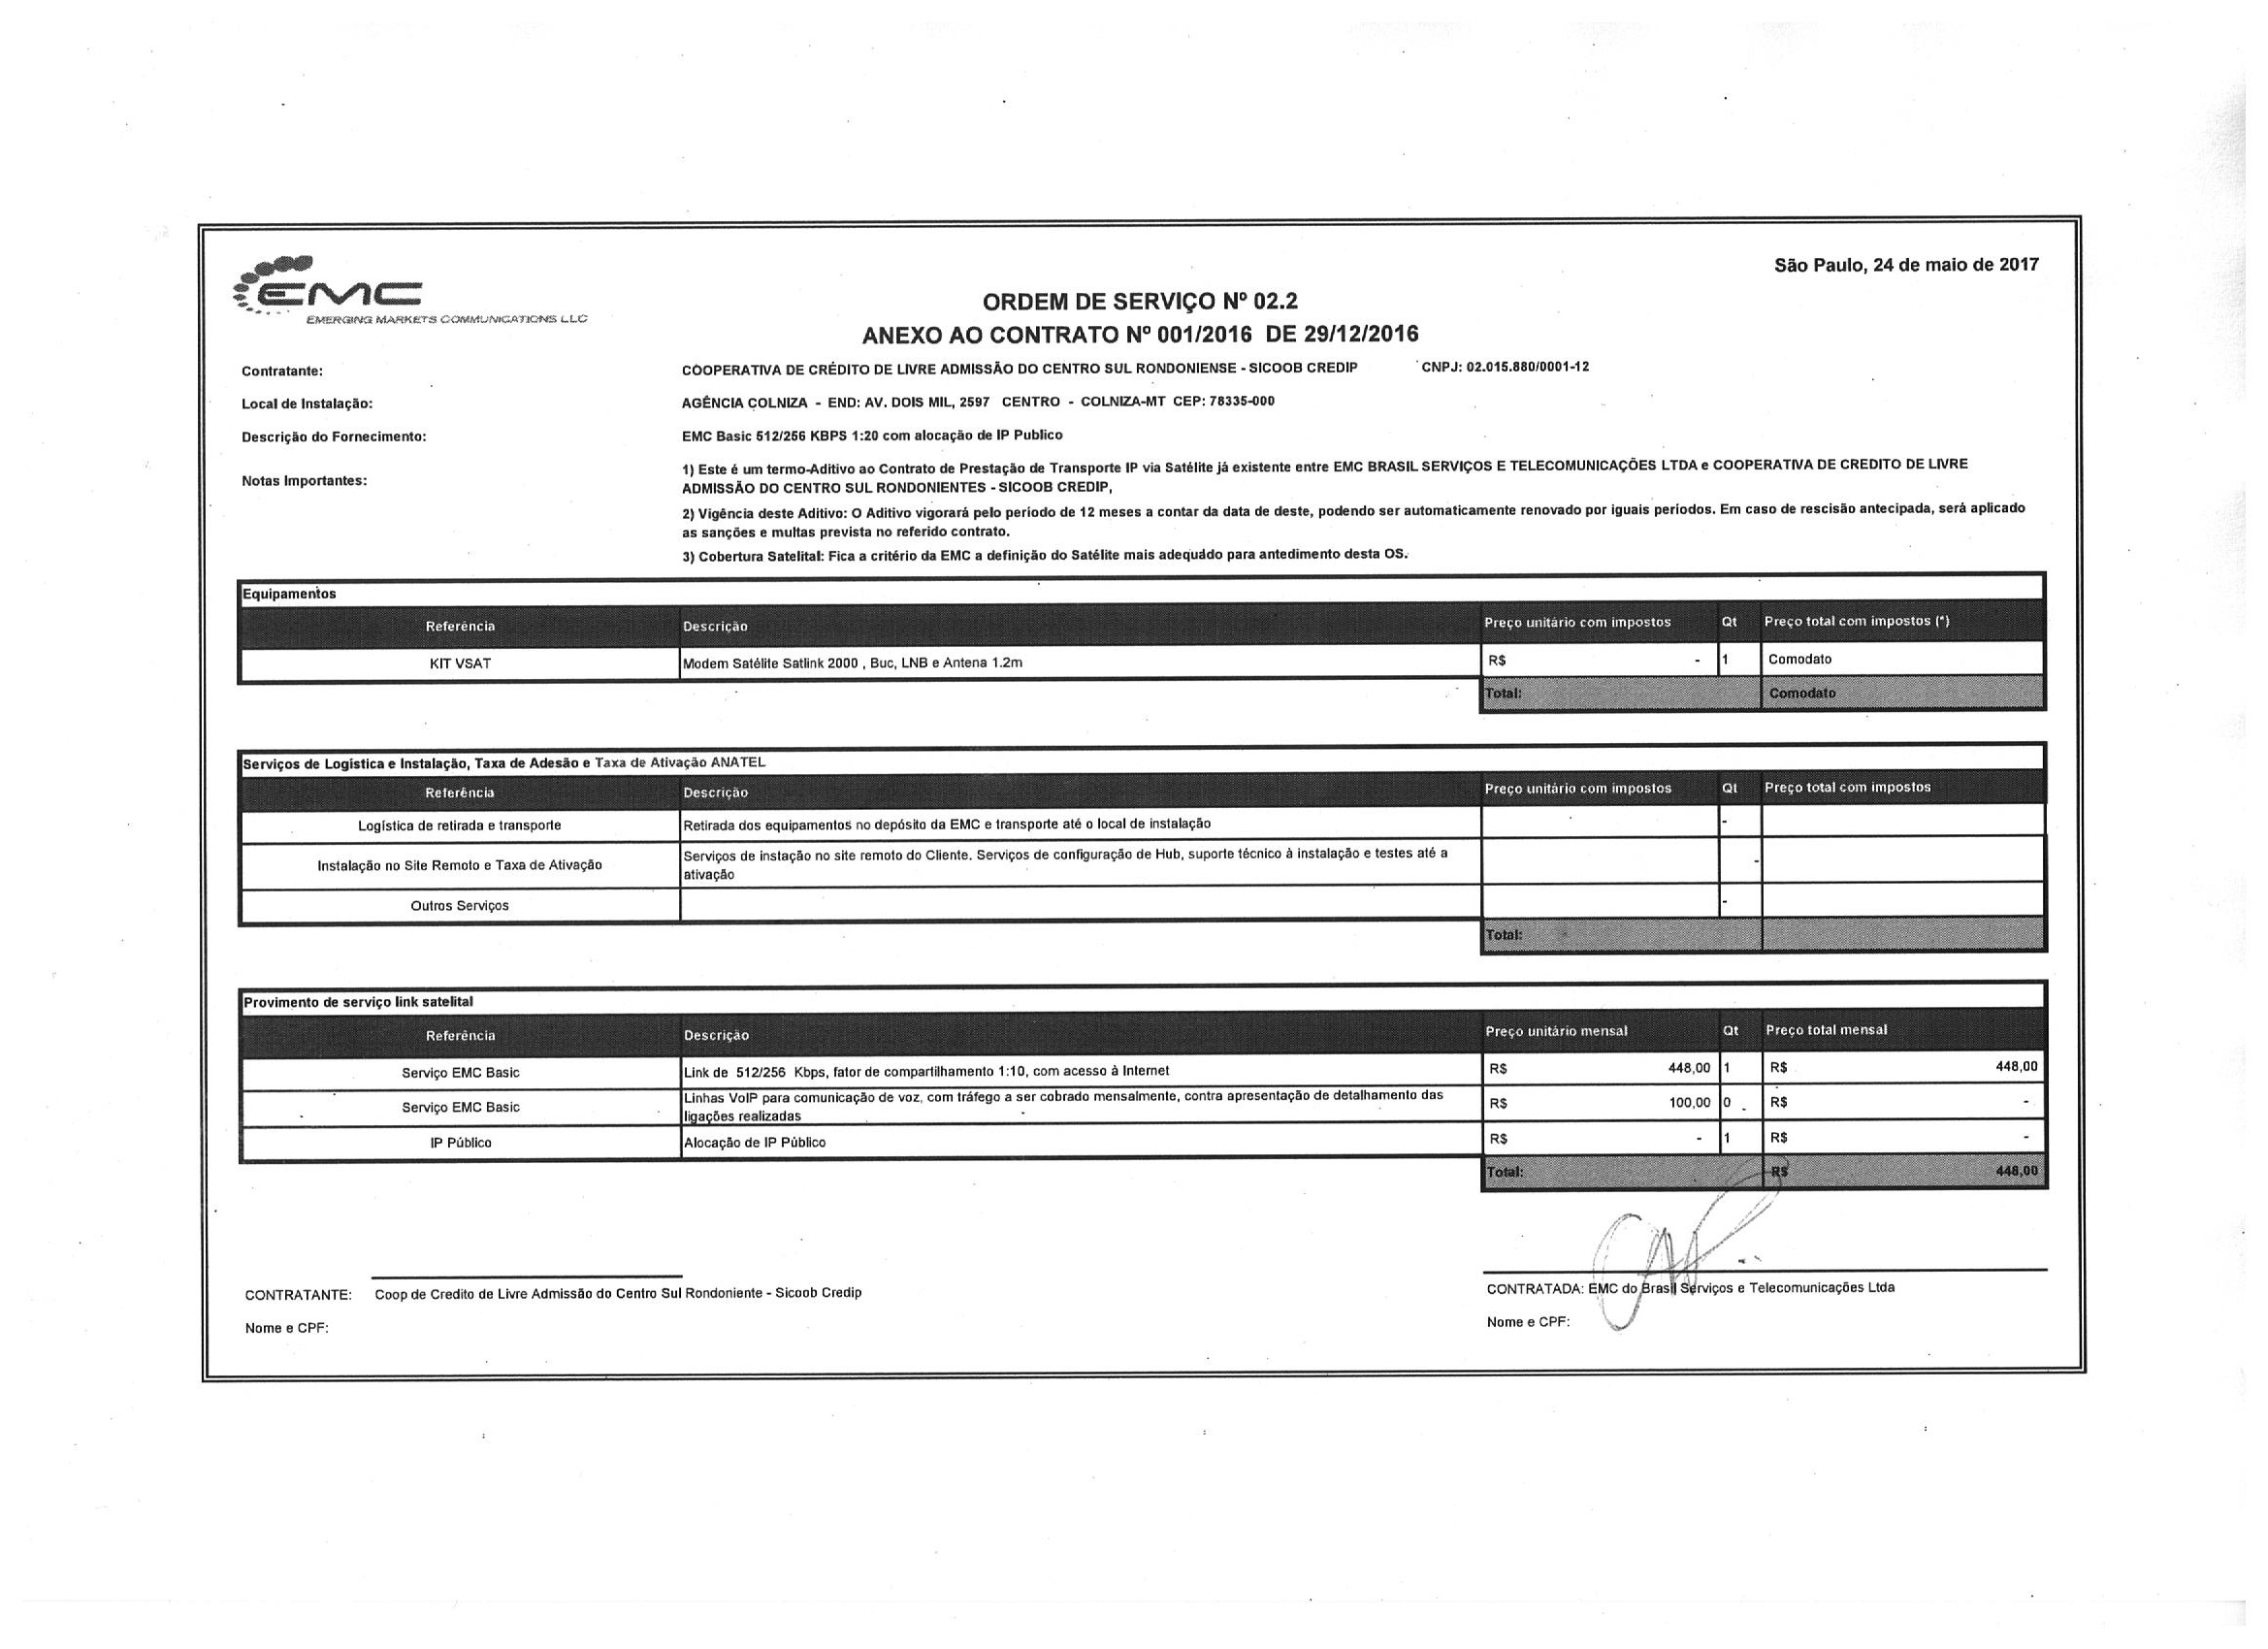 EMC
EMERGING MARKETS COMMUNICATIONS LLC
São Paulo, 24 de maio de 2017
ORDEM DE SERVIÇO Nº 02.2
ANEXO AO CONTRATO Nº 001/2016 DE 29/12/2016
Contratante: COOPERATIVA DE CRÉDITO DE LIVRE ADMISSÃO DO CENTRO SUL RONDONIENSE - SICOOB CREDIP CNPJ: 02.015.880/0001-12
Local de Instalação: AGÊNCIA COLNIZA - END: AV. DOIS MIL, 2597 CENTRO - COLNIZA-MT CEP: 78335-000
Descrição do Fornecimento: EMC Basic 512/256 KBPS 1:20 com alocação de IP Publico
Notas Importantes: 1) Este é um termo-Aditivo ao Contrato de Prestação de Transporte IP via Satélite já existente entre EMC BRASIL SERVIÇOS E TELECOMUNICAÇÕES LTDA e COOPERATIVA DE CREDITO DE LIVRE
ADMISSÃO DO CENTRO SUL RONDONIENTES - SICOOB CREDIP,
2) Vigência deste Aditivo: O Aditivo vigorará pelo período de 12 meses a contar da data de deste, podendo ser automaticamente renovado por iguais períodos. Em caso de rescisão antecipada, será aplicado
as sanções e multas prevista no referido contrato.
3) Cobertura Satelital: Fica a critério da EMC a definição do Satélite mais adequado para antedimento desta OS.
Equipamentos
Referência Descrição Preço unitário com impostos Qt Preço total com impostos (*)
KIT VSAT Modem Satélite Satlink 2000 , Buc, LNB e Antena 1.2m R$ - 1 Comodato
Total: Comodato
Serviços de Logística e Instalação, Taxa de Adesão e Taxa de Ativação ANATEL
Referência Descrição Preço unitário com impostos Qt Preço total com impostos
Logística de retirada e transporte Retirada dos equipamentos no depósito da EMC e transporte até o local de instalação -
Instalação no Site Remoto e Taxa de Ativação Serviços de instação no site remoto do Cliente. Serviços de configuração de Hub, suporte técnico à instalação e testes até a -
ativação
Outros Serviços -
Total:
Provimento de serviço link satelital
Referência Descrição Preço unitário mensal Qt Preço total mensal
Serviço EMC Basic Link de 512/256 Kbps, fator de compartilhamento 1:10, com acesso à Internet R$ 448,00 1 R$ 448,00
Serviço EMC Basic Linhas VoIP para comunicação de voz, com tráfego a ser cobrado mensalmente, contra apresentação de detalhamento das R$ 100,00 0 R$ -
ligações realizadas
IP Público Alocação de IP Público R$ - 1 R$ -
Total: R$ 448,00
CONTRATANTE: Coop de Credito de Livre Admissão do Centro Sul Rondoniente - Sicoob Credip
CONTRATADA: EMC do Brasil Serviços e Telecomunicações Ltda
Nome e CPF:
Nome e CPF: